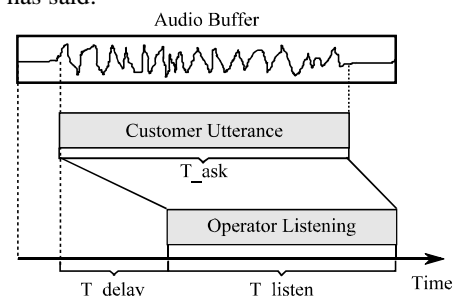 has said.
Audio Buffer
Customer Utterance
T_ask
Operator Listening
Time
T_delay
T_listen